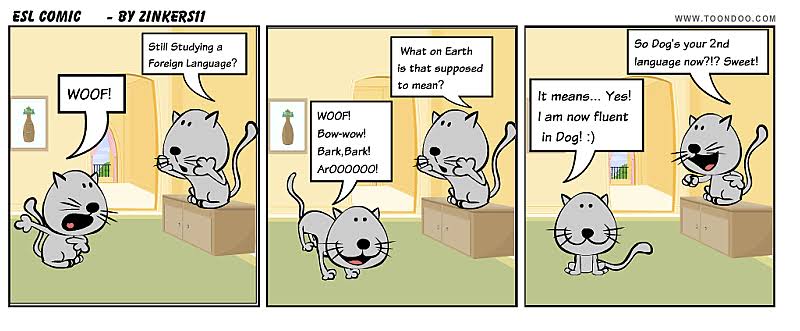 ESL COMIC - BY ZINKERS11
WWW.TOONDOO.COM
Still Studying a
Foreign Language?
WOOF!
What on Earth
is that supposed
to mean?
WOOF!
Bow-wow!
Bark,Bark!
ArOOOOOO!
So Dog's your 2nd
language now?!? Sweet!
It means... Yes!
I am now fluent
in Dog! :)